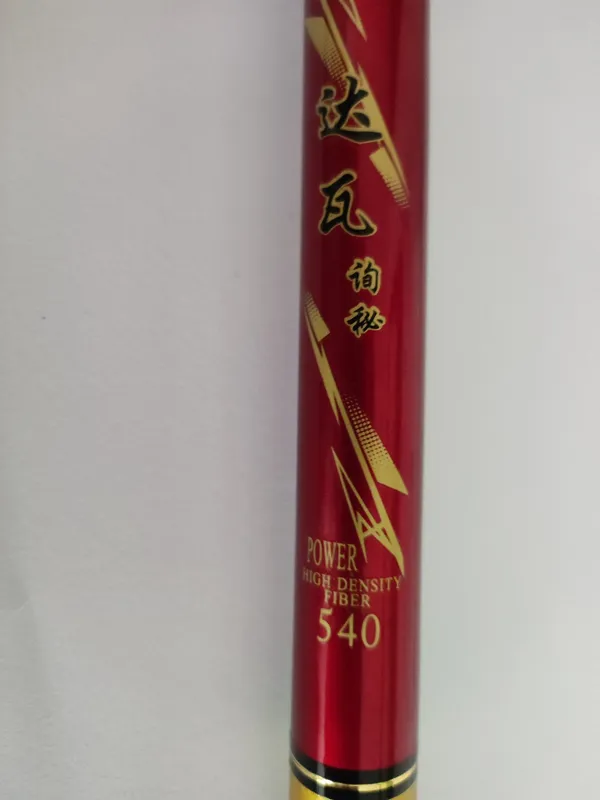 达瓦
询秘
POWER
HIGH DENSITY
FIBER
540